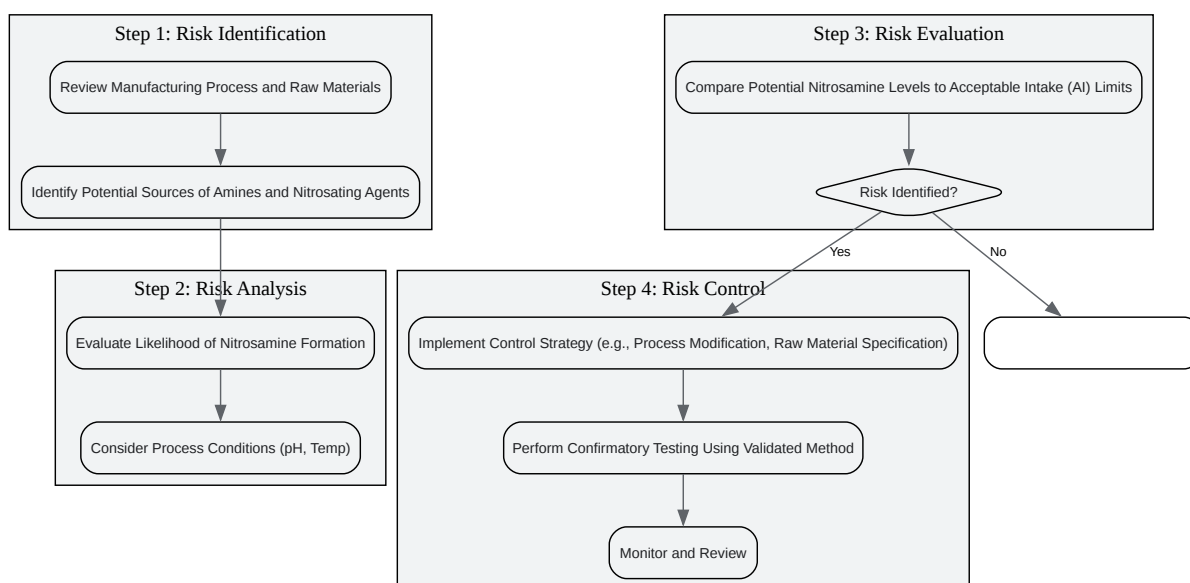 Step 1: Risk Identification
Review Manufacturing Process and Raw Materials
Identify Potential Sources of Amines and Nitrosating Agents
Step 2: Risk Analysis
Evaluate Likelihood of Nitrosamine Formation
Consider Process Conditions (pH, Temp)
Step 3: Risk Evaluation
Compare Potential Nitrosamine Levels to Acceptable Intake (AI) Limits
Risk Identified?
Yes
No
Step 4: Risk Control
Implement Control Strategy (e.g., Process Modification, Raw Material Specification)
Perform Confirmatory Testing Using Validated Method
Monitor and Review